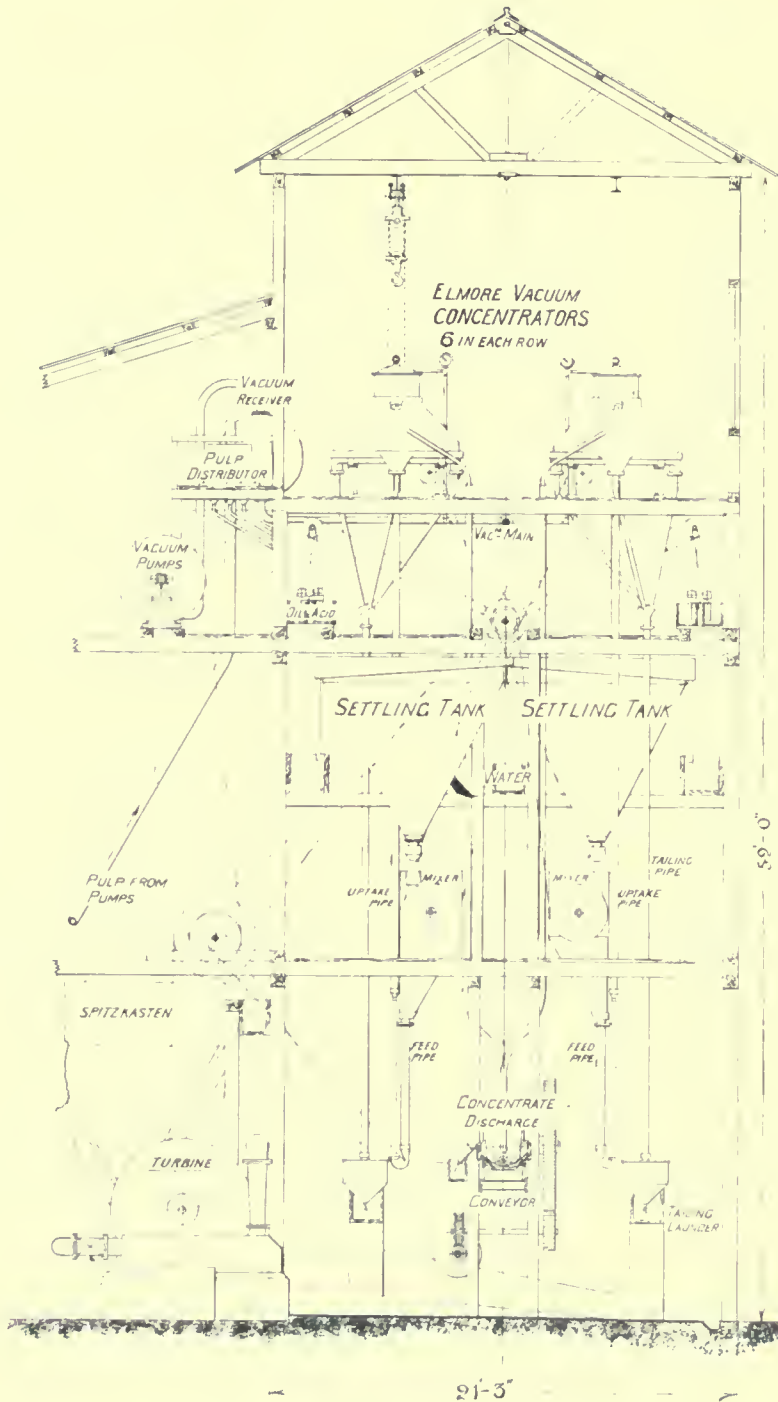 ELMORE VACUUM
CONCENTRATORS
6 IN EACH ROW
VACUUM
RECEIVER
PULP
DISTRIBUTOR
VACUUM
PUMPS
VACM MAIN
OIL & ACID
SETTLING TANK
SETTLING TANK
WATER
PULP FROM
PUMPS
UPTAKE
PIPE
MIXER
MIXER
TAILING
PIPE
UPTAKE
PIPE
SPITZKASTEN
FEED
PIPE
FEED
PIPE
CONCENTRATE
DISCHARGE
TURBINE
CONVEYOR
TAILING
LAUNDER
59'-0"
21'-3"